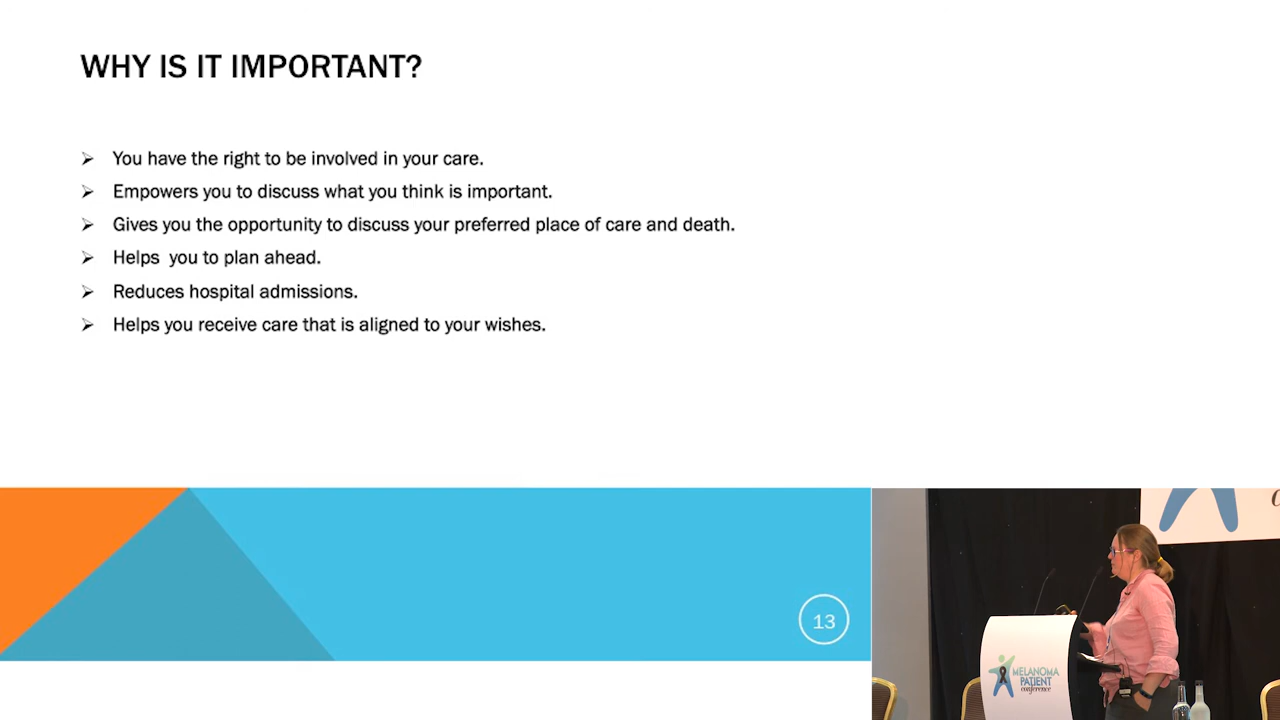 WHY IS IT IMPORTANT?
You have the right to be involved in your care.
Empowers you to discuss what you think is important.
Gives you the opportunity to discuss your preferred place of care and death.
Helps you to plan ahead.
Reduces hospital admissions.
Helps you receive care that is aligned to your wishes.
13
MELANOMA
PATIENT
conference